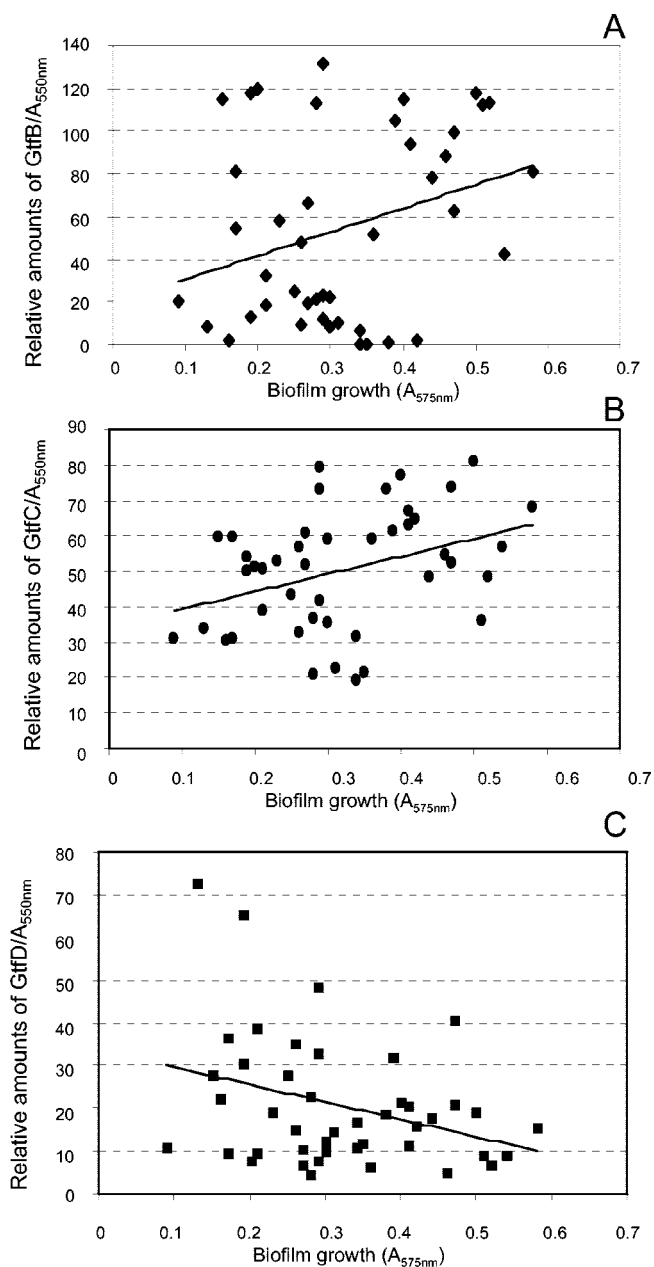 A
Relative amounts of GtfB/A550nm
140
120
100
80
60
40
20
0
0 0.1 0.2 0.3 0.4 0.5 0.6 0.7
Biofilm growth (A575nm)
B
Relative amounts of GtfC/A550nm
90
80
70
60
50
40
30
20
10
0
0 0.1 0.2 0.3 0.4 0.5 0.6 0.7
Biofilm growth (A575nm)
C
Relative amounts of GtfD/A550nm
80
70
60
50
40
30
20
10
0
0 0.1 0.2 0.3 0.4 0.5 0.6 0.7
Biofilm growth (A575nm)